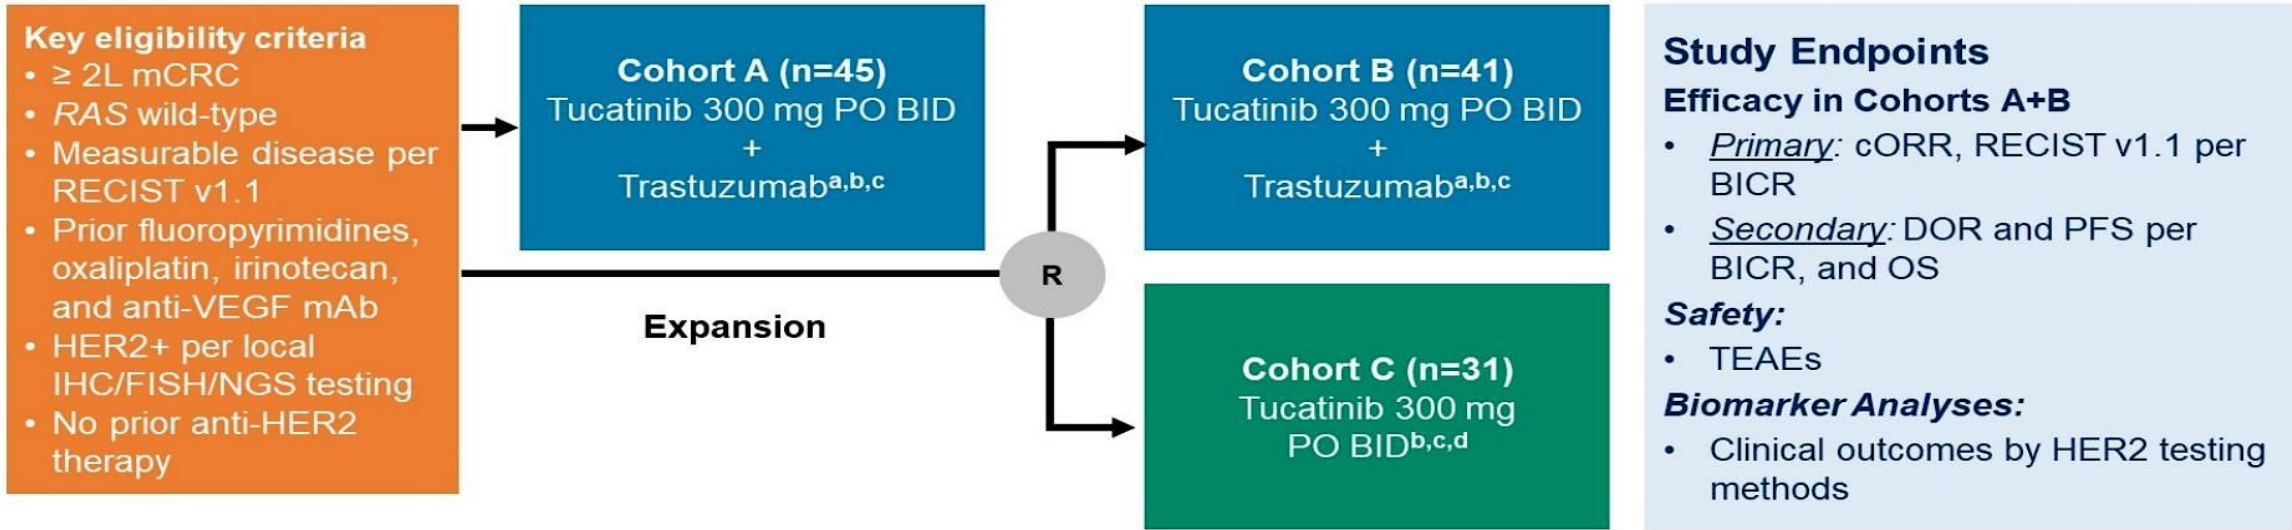 Key eligibility criteria
• ≥ 2L mCRC
• RAS wild-type
• Measurable disease per
RECIST v1.1
• Prior fluoropyrimidines,
oxaliplatin, irinotecan,
and anti-VEGF mAb
• HER2+ per local
IHC/FISH/NGS testing
• No prior anti-HER2
therapy
Cohort A (n=45)
Tucatinib 300 mg PO BID
+
Trastuzumaba,b,c
Expansion
R
Cohort B (n=41)
Tucatinib 300 mg PO BID
+
Trastuzumaba,b,c
Cohort C (n=31)
Tucatinib 300 mg
PO BIDb,c,d
Study Endpoints
Efficacy in Cohorts A+B
• Primary: cORR, RECIST v1.1 per
BICR
• Secondary: DOR and PFS per
BICR, and OS
Safety:
• TEAEs
Biomarker Analyses:
• Clinical outcomes by HER2 testing
methods